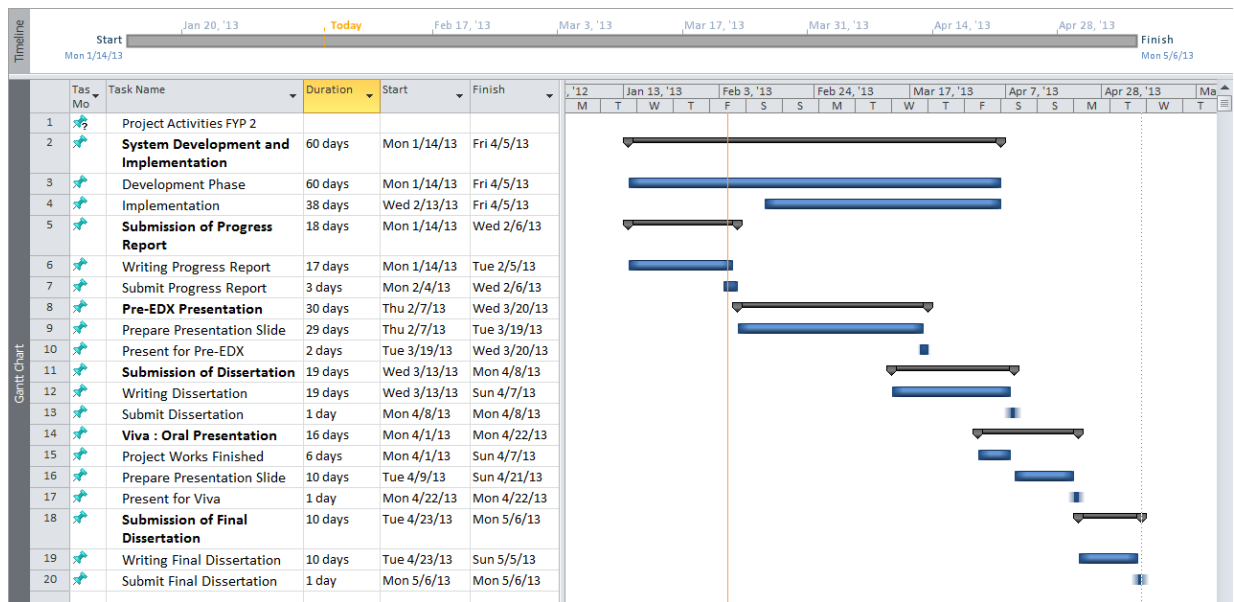 Timeline
Jan 20, '13 Today Feb 17, '13 Mar 3, '13 Mar 17, '13 Mar 31, '13 Apr 14, '13 Apr 28, '13
Start Finish
Mon 1/14/13 Mon 5/6/13
Gantt Chart
Tas Task Name Duration Start Finish , '12 Jan 13, '13 Feb 3, '13 Feb 24, '13 Mar 17, '13 Apr 7, '13 Apr 28, '13 Ma
Mo M T W T F S S M T W T F S S M T W T
1 ? Project Activities FYP 2
2 System Development and 60 days Mon 1/14/13 Fri 4/5/13
Implementation
3 Development Phase 60 days Mon 1/14/13 Fri 4/5/13
4 Implementation 38 days Wed 2/13/13 Fri 4/5/13
5 Submission of Progress 18 days Mon 1/14/13 Wed 2/6/13
Report
6 Writing Progress Report 17 days Mon 1/14/13 Tue 2/5/13
7 Submit Progress Report 3 days Mon 2/4/13 Wed 2/6/13
8 Pre-EDX Presentation 30 days Thu 2/7/13 Wed 3/20/13
9 Prepare Presentation Slide 29 days Thu 2/7/13 Tue 3/19/13
10 Present for Pre-EDX 2 days Tue 3/19/13 Wed 3/20/13
11 Submission of Dissertation 19 days Wed 3/13/13 Mon 4/8/13
12 Writing Dissertation 19 days Wed 3/13/13 Sun 4/7/13
13 Submit Dissertation 1 day Mon 4/8/13 Mon 4/8/13
14 Viva : Oral Presentation 16 days Mon 4/1/13 Mon 4/22/13
15 Project Works Finished 6 days Mon 4/1/13 Sun 4/7/13
16 Prepare Presentation Slide 10 days Tue 4/9/13 Sun 4/21/13
17 Present for Viva 1 day Mon 4/22/13 Mon 4/22/13
18 Submission of Final 10 days Tue 4/23/13 Mon 5/6/13
Dissertation
19 Writing Final Dissertation 10 days Tue 4/23/13 Sun 5/5/13
20 Submit Final Dissertation 1 day Mon 5/6/13 Mon 5/6/13